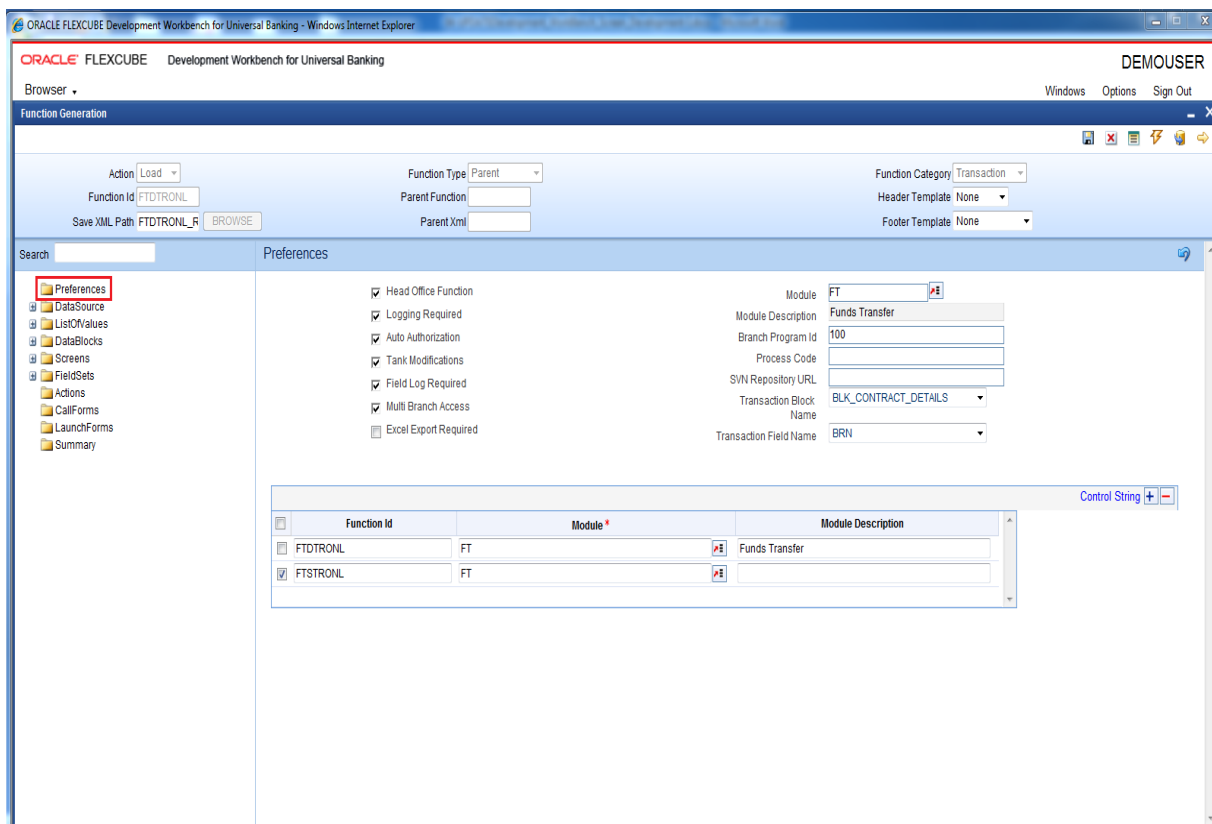 ORACLE FLEXCUBE Development Workbench for Universal Banking - Windows Internet Explorer
ORACLE FLEXCUBE Development Workbench for Universal Banking
DEMOUSER
Browser
Windows Options Sign Out
Function Generation
Action Load
Function Type Parent
Function Category Transaction
Function Id FTDTRONL
Parent Function
Header Template None
Save XML Path FTDTRONL_R BROWSE
Parent Xml
Footer Template None
Search
Preferences
Preferences
DataSource
ListOfValues
DataBlocks
Screens
FieldSets
Actions
CallForms
LaunchForms
Summary
Head Office Function
Logging Required
Auto Authorization
Tank Modifications
Field Log Required
Multi Branch Access
Excel Export Required
Module FT
Module Description Funds Transfer
Branch Program Id 100
Process Code
SVN Repository URL
Transaction Block Name BLK_CONTRACT_DETAILS
Transaction Field Name BRN
Control String + −
Function Id Module * Module Description
FTDTRONL FT Funds Transfer
FTSTRONL FT